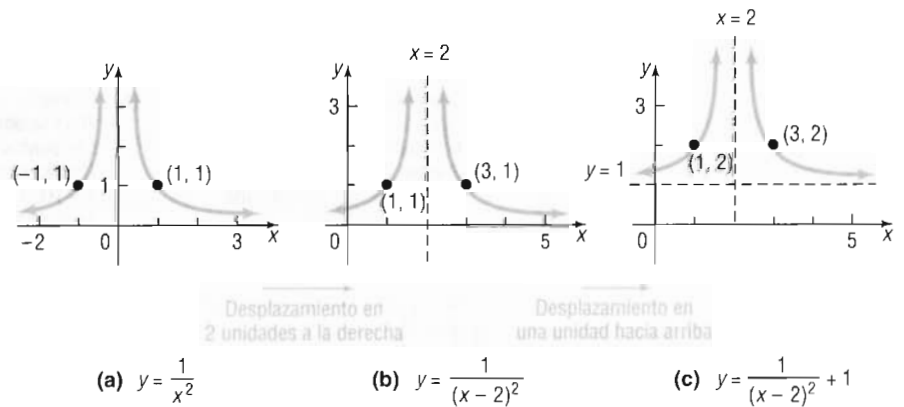 x = 2
y
3
(1, 2)
(3, 2)
y = 1
0
5
x
x = 2
y
3
(1, 1)
(3, 1)
0
5
x
y
(−1, 1)
1
(1, 1)
−2
0
3
x
Desplazamiento en
2 unidades a la derecha
Desplazamiento en
una unidad hacia arriba
(a) y = 1/x²
(b) y = 1/(x − 2)²
(c) y = 1/(x − 2)² + 1